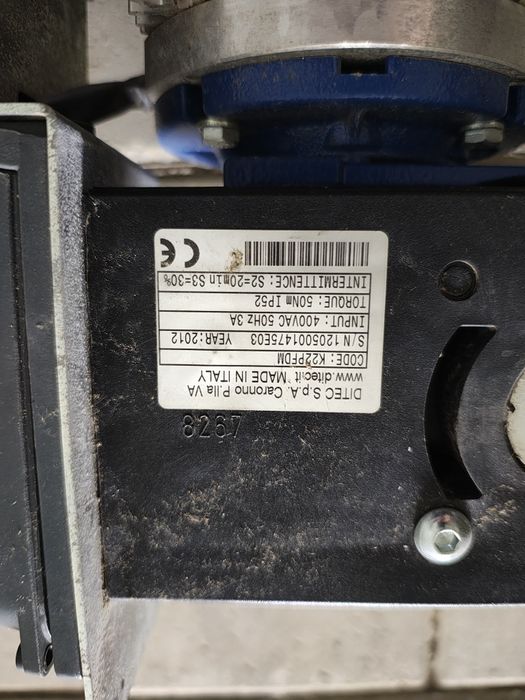 DITEC S.p.A. Caronno P.lla VA
www.ditec.it MADE IN ITALY
CODE: K22PFDM
S/N 1205001475E03 YEAR:2012
INPUT: 400VAC 50Hz 3A
TORQUE: 50Nm IP52
INTERMITTENCE: S2=20min S3=30%
CE
8267